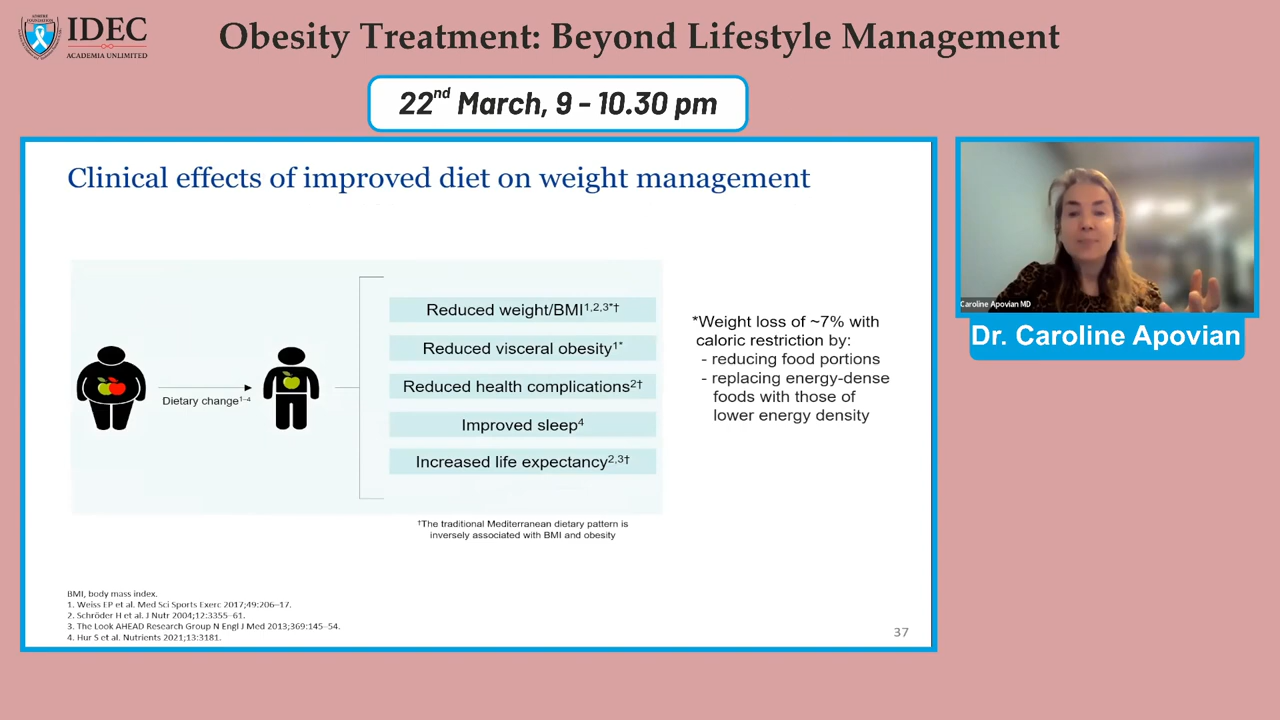 IDEC
ACADEMIA UNLIMITED
Obesity Treatment: Beyond Lifestyle Management
22nd March, 9 - 10.30 pm
Clinical effects of improved diet on weight management
Dietary change1–4
Reduced weight/BMI1,2,3*†
Reduced visceral obesity1*
Reduced health complications2†
Improved sleep4
Increased life expectancy2,3†
†The traditional Mediterranean dietary pattern is
inversely associated with BMI and obesity
*Weight loss of ~7% with
caloric restriction by:
- reducing food portions
- replacing energy-dense
foods with those of
lower energy density
BMI, body mass index.
1. Weiss EP et al. Med Sci Sports Exerc 2017;49:206–17.
2. Schröder H et al. J Nutr 2004;12:3355–61.
3. The Look AHEAD Research Group N Engl J Med 2013;369:145–54.
4. Hur S et al. Nutrients 2021;13:3181.
37
Caroline Apovian MD
Dr. Caroline Apovian